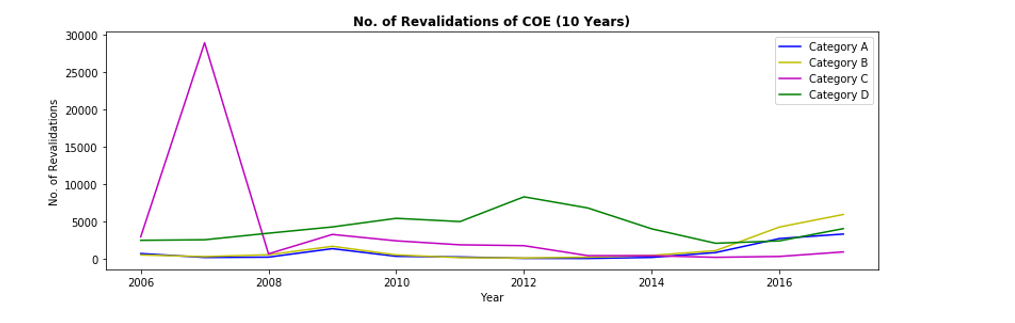 No. of Revalidations of COE (10 Years)
30000
25000
20000
15000
10000
5000
0
No. of Revalidations
Category A
Category B
Category C
Category D
2006
2008
2010
2012
2014
2016
Year